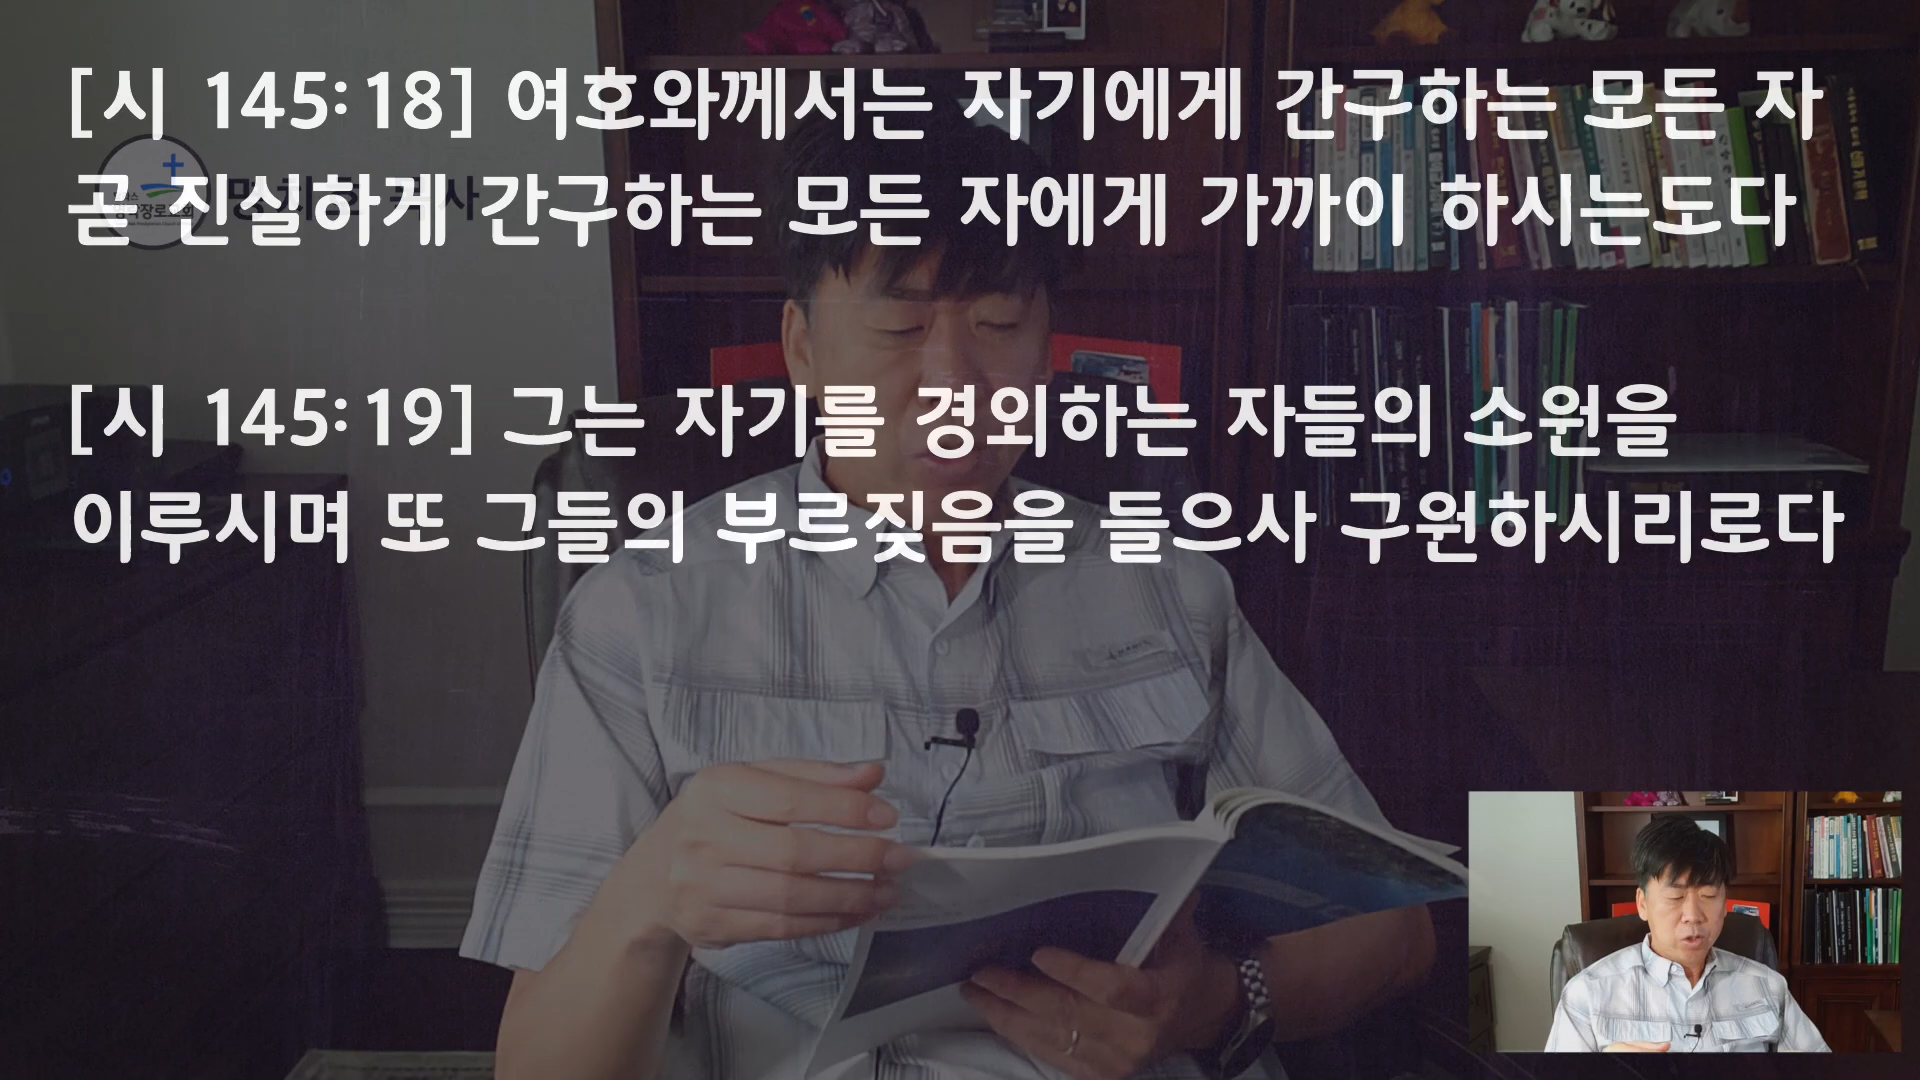 [시 145:18] 여호와께서는 자기에게 간구하는 모든 자
곧 진실하게 간구하는 모든 자에게 가까이 하시는도다
[시 145:19] 그는 자기를 경외하는 자들의 소원을
이루시며 또 그들의 부르짖음을 들으사 구원하시리로다